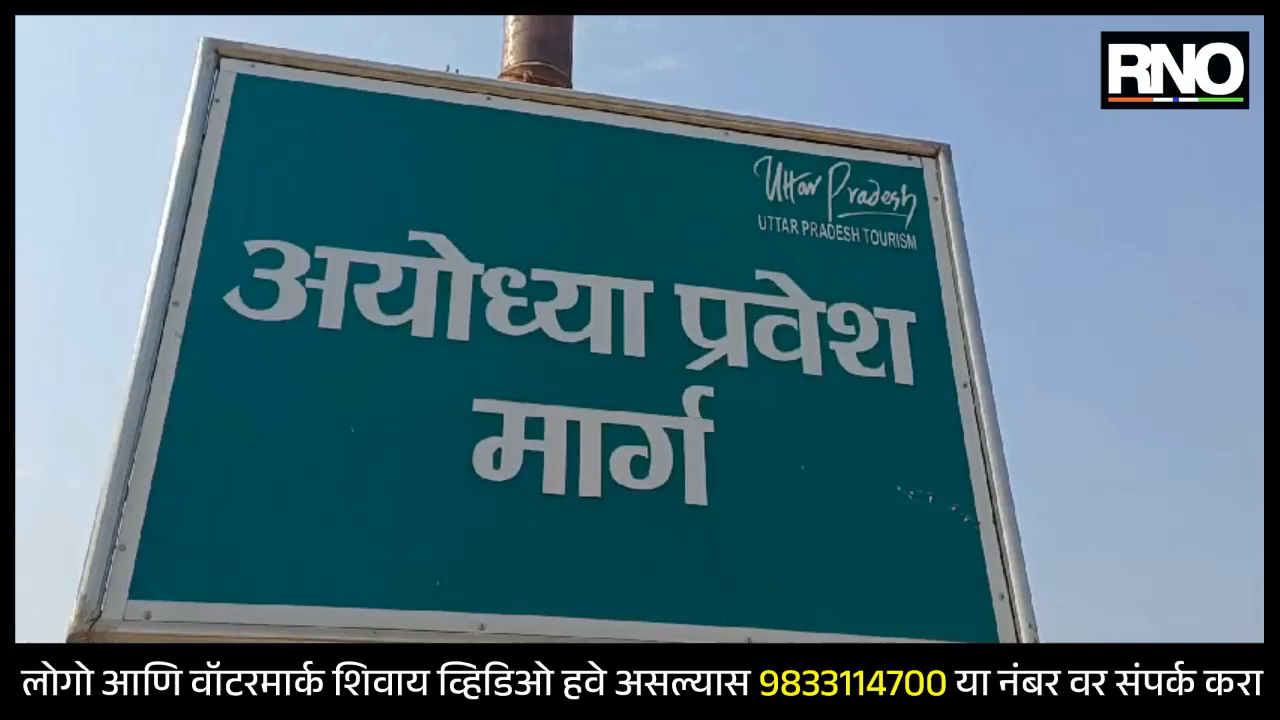 RNO
Uttar Pradesh
UTTAR PRADESH TOURISM
अयोध्या प्रवेश
मार्ग
लोगो आणि वॉटरमार्क शिवाय व्हिडिओ हवे असल्यास 9833114700 या नंबर वर संपर्क करा